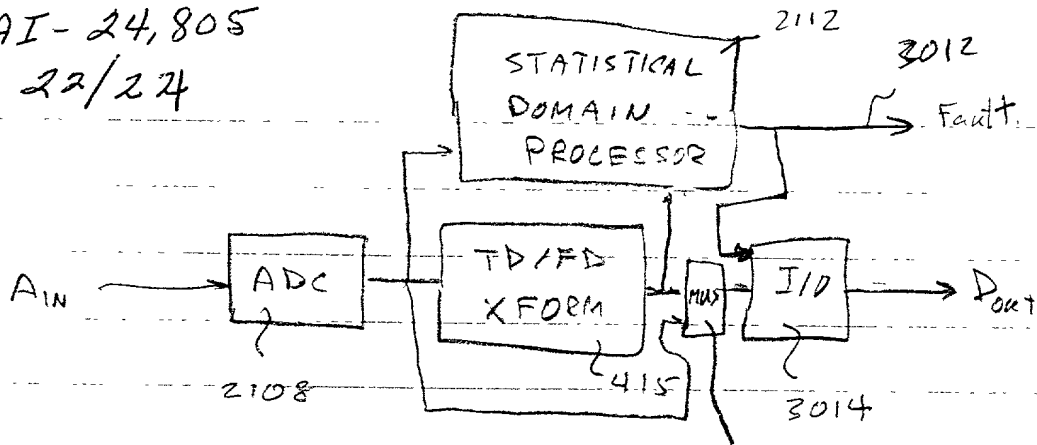 AI-24,805
22/24
2112
3012
STATISTICAL
DOMAIN
PROCESSOR
Fault
AIN
ADC
TD/FD
XFORM
MUX
I/O
Dout
2108
415
3014